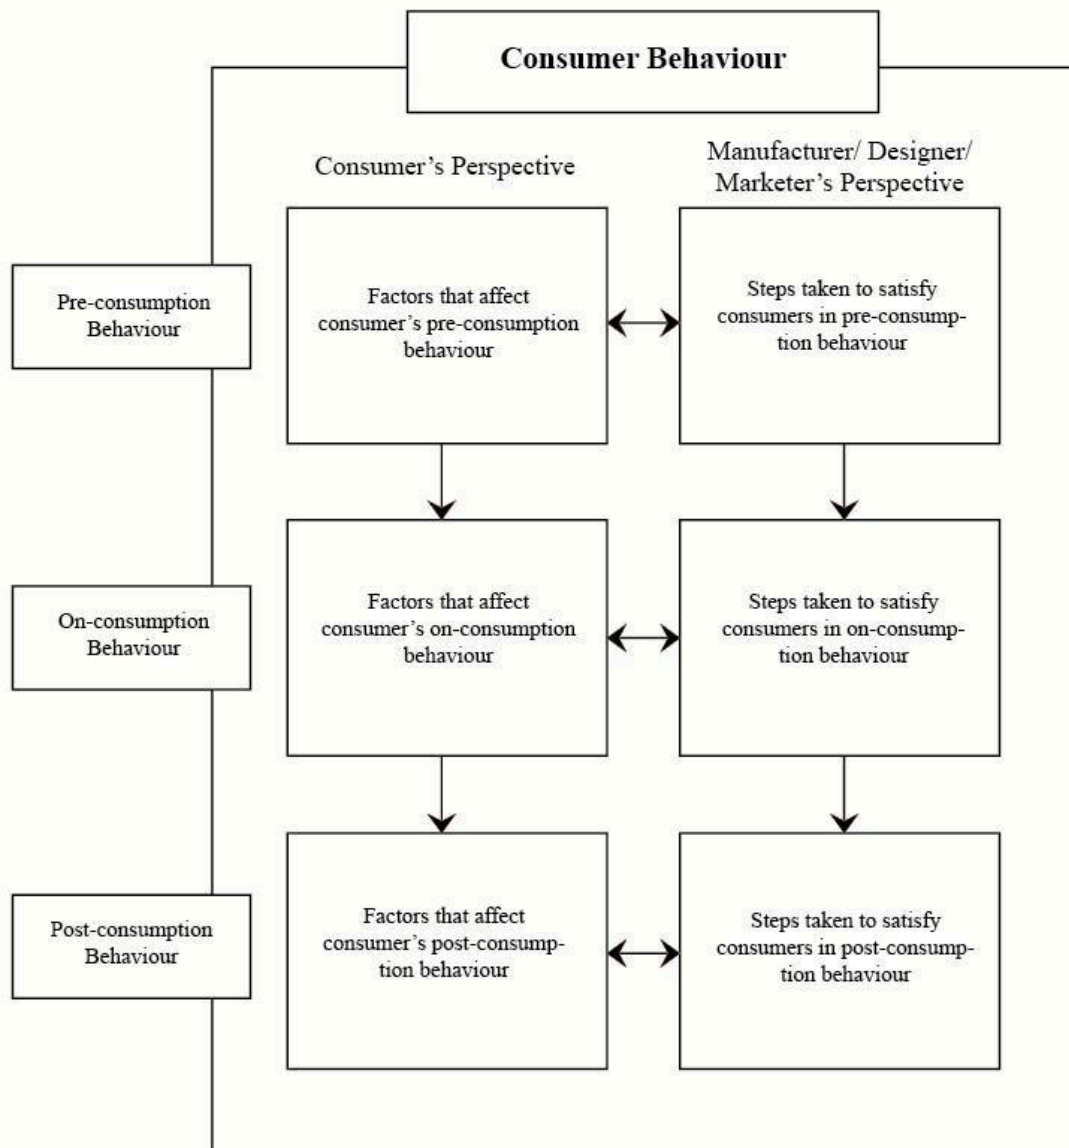 Consumer Behaviour
Consumer’s Perspective
Manufacturer/ Designer/
Marketer’s Perspective
Pre-consumption
Behaviour
Factors that affect
consumer’s pre-consumption
behaviour
Steps taken to satisfy
consumers in pre-consump-
tion behaviour
On-consumption
Behaviour
Factors that affect
consumer’s on-consumption
behaviour
Steps taken to satisfy
consumers in on-consump-
tion behaviour
Post-consumption
Behaviour
Factors that affect
consumer’s post-consump-
tion behaviour
Steps taken to satisfy
consumers in post-consump-
tion behaviour